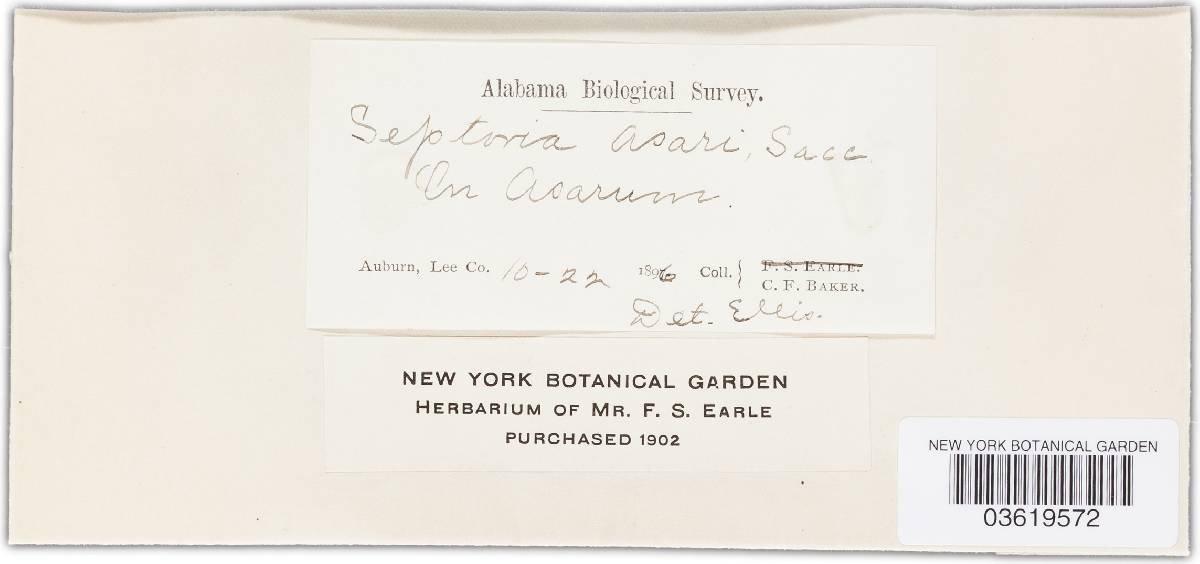 Alabama Biological Survey.
Septoria asari, Sacc.
On Asarum.
Auburn, Lee Co. 10-22 1896 Coll. { F. S. EARLE.
C. F. BAKER.
Det. Ellis.
NEW YORK BOTANICAL GARDEN
HERBARIUM OF MR. F. S. EARLE
PURCHASED 1902
NEW YORK BOTANICAL GARDEN
03619572